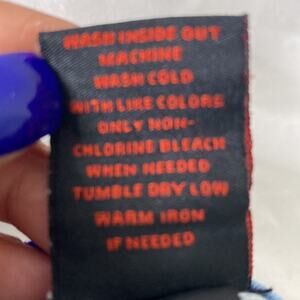 WASH INSIDE OUT
MACHINE
WASH COLD
WITH LIKE COLORS
ONLY NON-
CHLORINE BLEACH
WHEN NEEDED
TUMBLE DRY LOW
WARM IRON
IF NEEDED